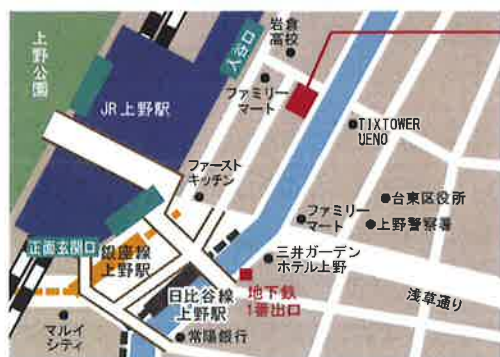 上野公園
JR上野駅
入谷口
岩倉
高校
ファミリー
マート
TIXTOWER
UENO
ファースト
キッチン
台東区役所
ファミリー
マート
上野警察署
正面玄関口
銀座線
上野駅
三井ガーデン
ホテル上野
日比谷線
上野駅
地下鉄
1番出口
浅草通り
マルイ
シティ
常陽銀行